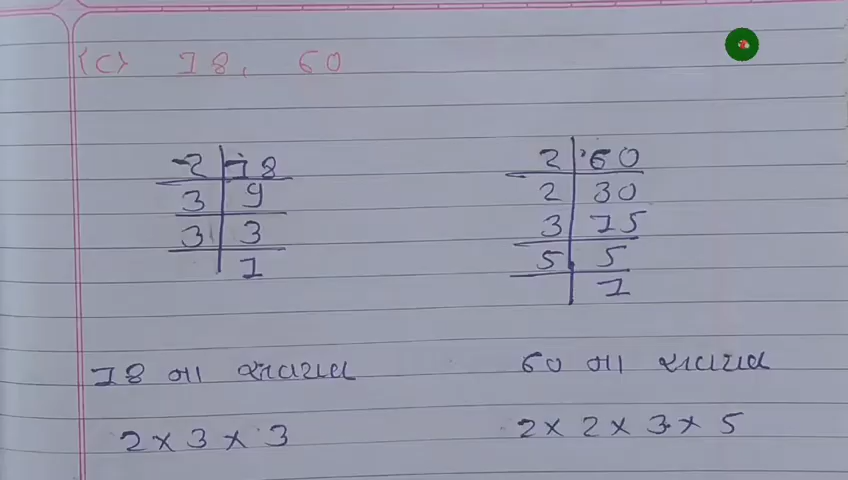 (c) 18, 60
2 | 18
3 | 9
3 | 3
1
2 | 60
2 | 30
3 | 15
5 | 5
1
18 ના અવયવ
2 x 3 x 3
60 ના અવયવ
2 x 2 x 3 x 5